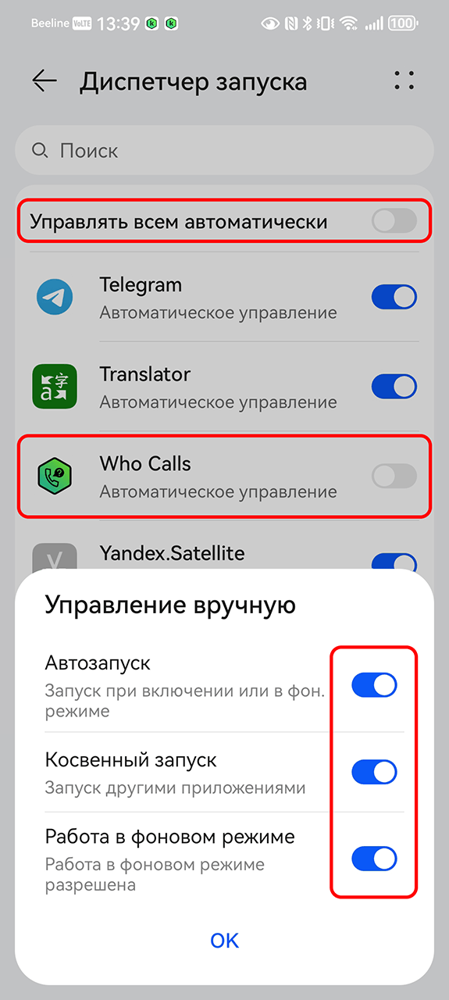 Beeline VoLTE 13:39 100
Диспетчер запуска
Поиск
Управлять всем автоматически
Telegram
Автоматическое управление
Translator
Автоматическое управление
Who Calls
Автоматическое управление
Yandex.Satellite
Управление вручную
Автозапуск
Запуск при включении или в фон.
режиме
Косвенный запуск
Запуск другими приложениями
Работа в фоновом режиме
Работа в фоновом режиме
разрешена
OK